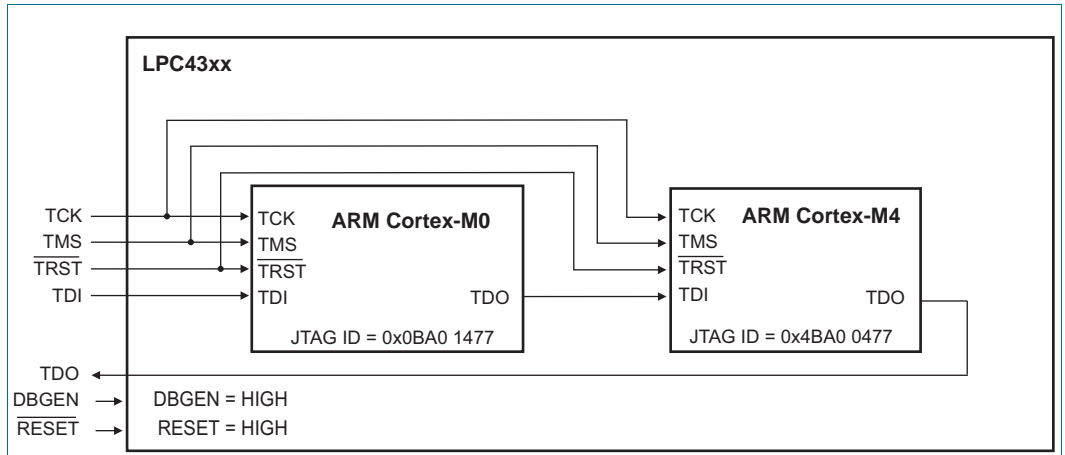 LPC43xx
TCK
TMS
TRST
TDI
TDO
DBGEN
RESET
TCK
TMS
TRST
TDI
ARM Cortex-M0
TDO
JTAG ID = 0x0BA0 1477
TCK
TMS
TRST
TDI
ARM Cortex-M4
TDO
JTAG ID = 0x4BA0 0477
DBGEN = HIGH
RESET = HIGH